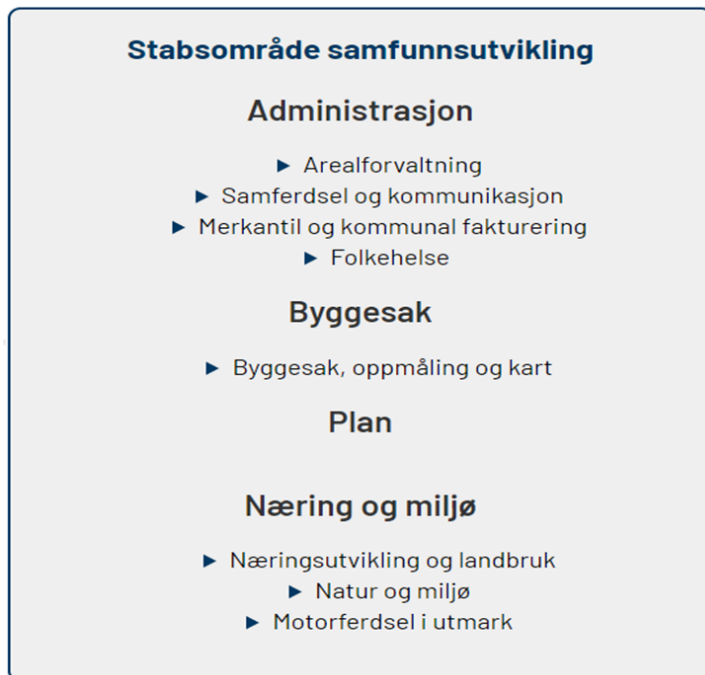 Stabsområde samfunnsutvikling
Administrasjon
► Arealforvaltning
► Samferdsel og kommunikasjon
► Merkantil og kommunal fakturering
► Folkehelse
Byggesak
► Byggesak, oppmåling og kart
Plan
Næring og miljø
► Næringsutvikling og landbruk
► Natur og miljø
► Motorferdsel i utmark